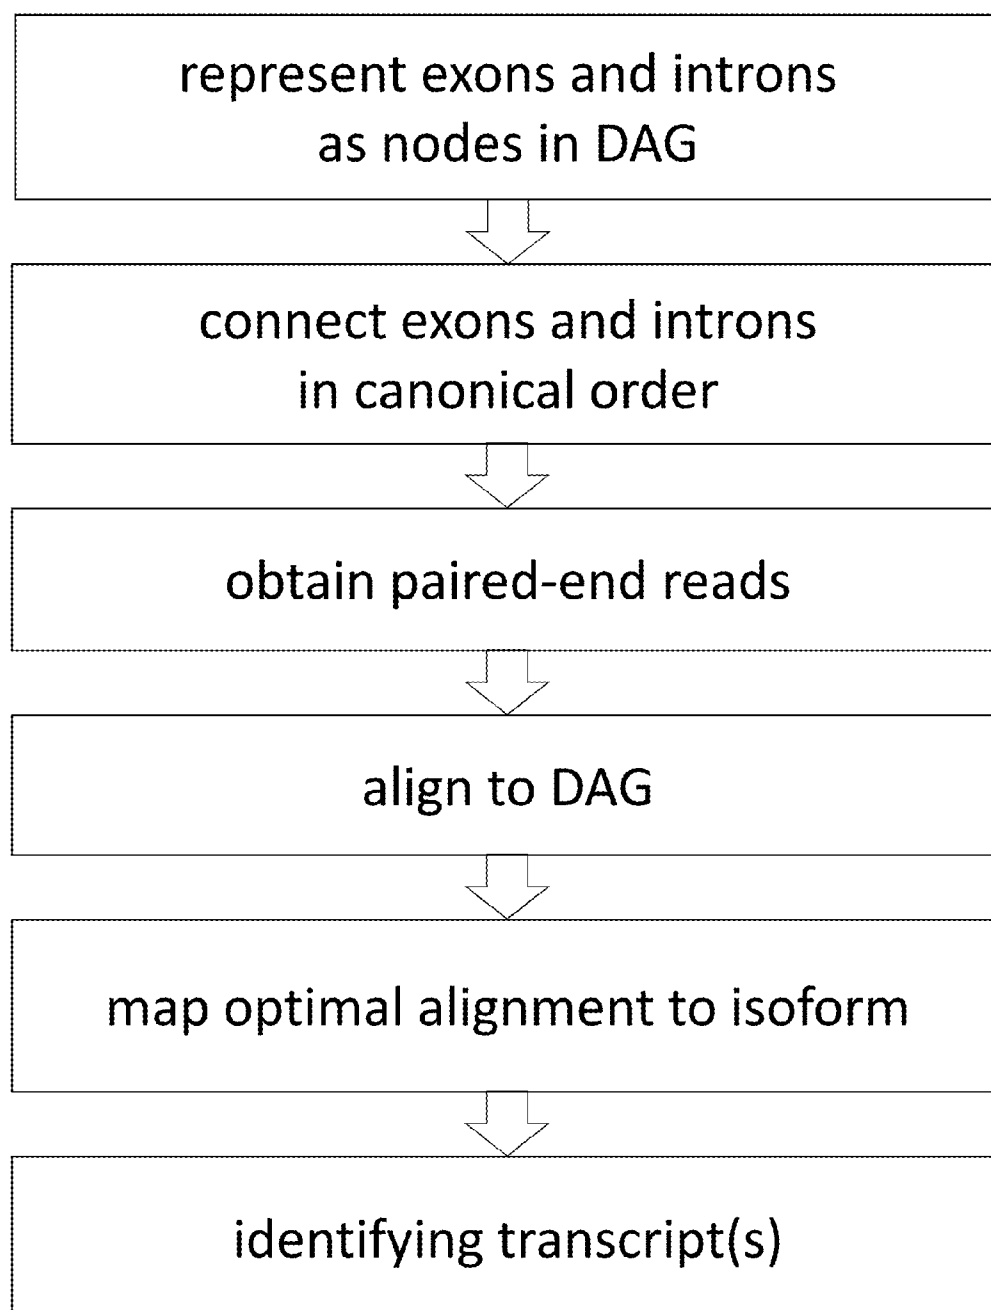 represent exons and introns
as nodes in DAG
connect exons and introns
in canonical order
obtain paired-end reads
align to DAG
map optimal alignment to isoform
identifying transcript(s)